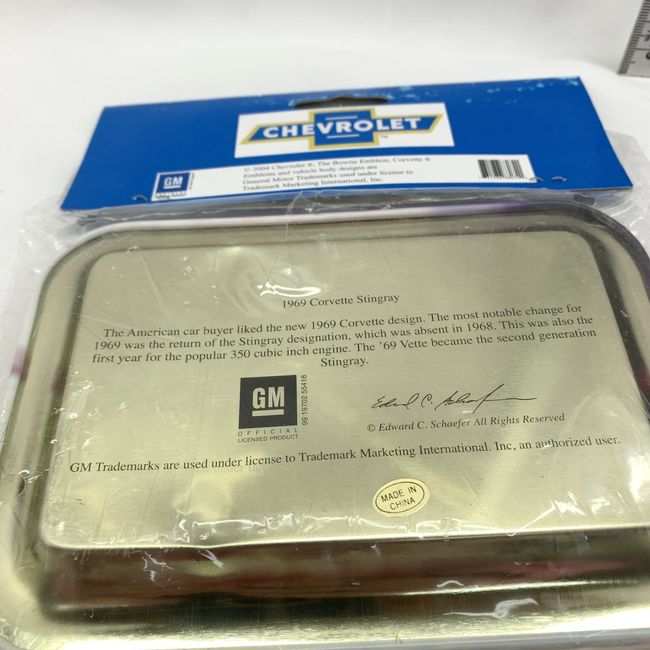 CHEVROLET
TM
© 2004 Chevrolet ®, The Bowtie Emblem, Corvette ®
Emblems and vehicle body designs are
General Motor Trademarks used under license to
Trademark Marketing International, Inc.
GM
1969 Corvette Stingray
The American car buyer liked the new 1969 Corvette design. The most notable change for
1969 was the return of the Stingray designation, which was absent in 1968. This was also the
first year for the popular 350 cubic inch engine. The '69 Vette became the second generation
Stingray.
GM
OFFICIAL
LICENSED PRODUCT
99 19702 55418
© Edward C. Schaefer All Rights Reserved
GM Trademarks are used under license to Trademark Marketing International. Inc, an authorized user.
MADE IN
CHINA